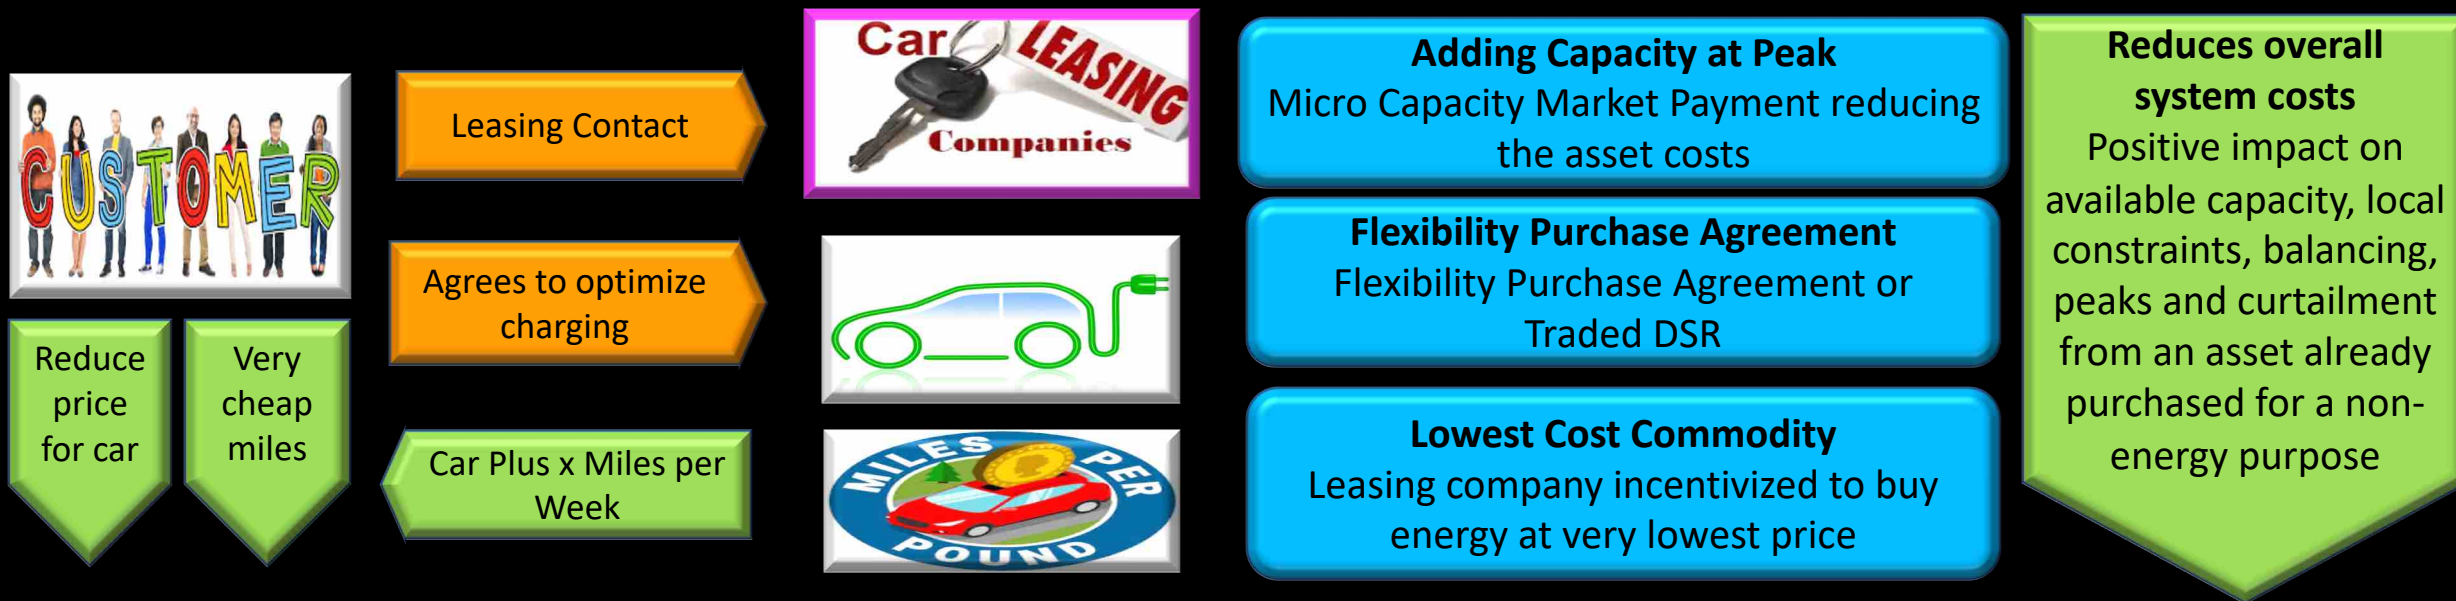 CUSTOMER
Reduce
price
for car
Very
cheap
miles
Leasing Contact
Agrees to optimize
charging
Car Plus x Miles per
Week
Car LEASING
Companies
MILES PER
POUND
Adding Capacity at Peak
Micro Capacity Market Payment reducing
the asset costs
Flexibility Purchase Agreement
Flexibility Purchase Agreement or
Traded DSR
Lowest Cost Commodity
Leasing company incentivized to buy
energy at very lowest price
Reduces overall
system costs
Positive impact on
available capacity, local
constraints, balancing,
peaks and curtailment
from an asset already
purchased for a non-
energy purpose